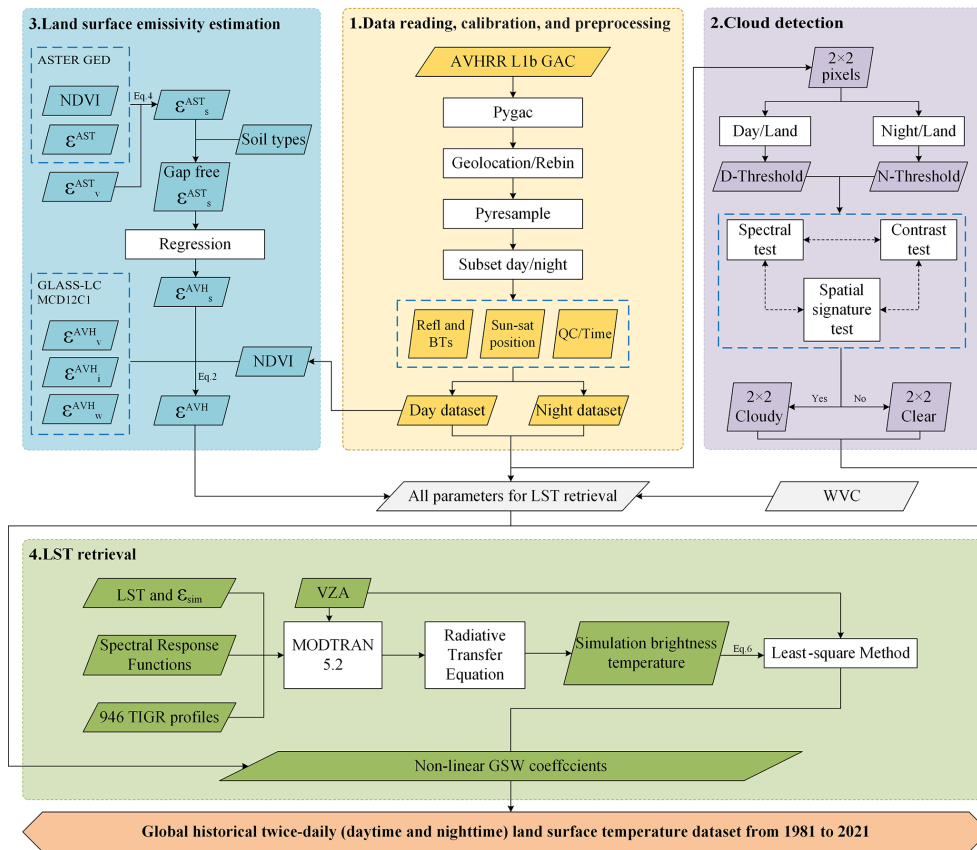 3.Land surface emissivity estimation
ASTER GED
NDVI
Eq.4
ε^AST_s
ε^AST
Soil types
ε^AST_v
Gap free
ε^AST_s
Regression
GLASS-LC
MCD12C1
ε^AVH_s
ε^AVH_v
ε^AVH_i
NDVI
Eq.2
ε^AVH_w
ε^AVH
1.Data reading, calibration, and preprocessing
AVHRR L1b GAC
Pygac
Geolocation/Rebin
Pyresample
Subset day/night
Refl and
BTs
Sun-sat
position
QC/Time
Day dataset
Night dataset
2.Cloud detection
2×2
pixels
Day/Land
Night/Land
D-Threshold
N-Threshold
Spectral
test
Contrast
test
Spatial
signature
test
2×2
Cloudy
Yes
No
2×2
Clear
All parameters for LST retrieval
WVC
4.LST retrieval
LST and ε_sim
VZA
Spectral Response
Functions
MODTRAN
5.2
Radiative
Transfer
Equation
Simulation brightness
temperature
Eq.6
Least-square Method
946 TIGR profiles
Non-linear GSW coeffccients
Global historical twice-daily (daytime and nighttime) land surface temperature dataset from 1981 to 2021